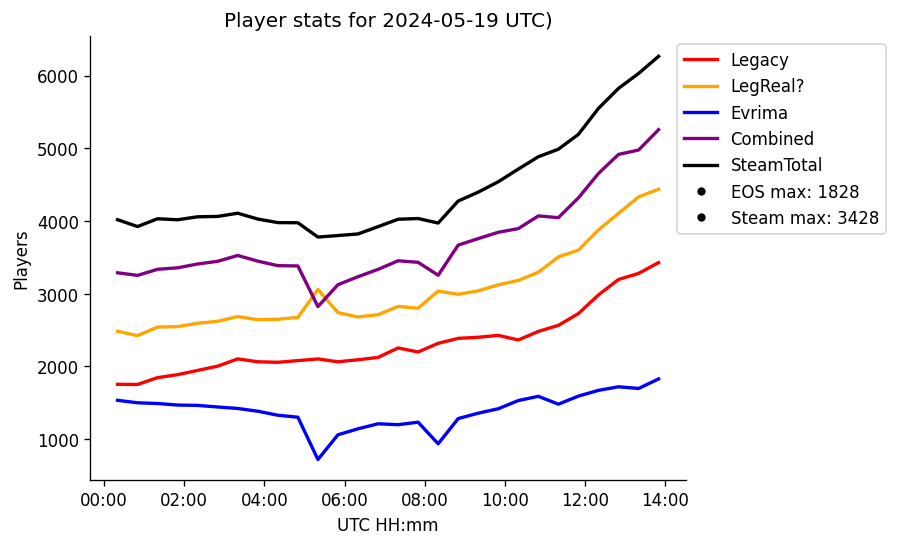 Player stats for 2024-05-19 UTC)
Legacy
LegReal?
Evrima
Combined
SteamTotal
EOS max: 1828
Steam max: 3428
Players
6000
5000
4000
3000
2000
1000
00:00 02:00 04:00 06:00 08:00 10:00 12:00 14:00
UTC HH:mm